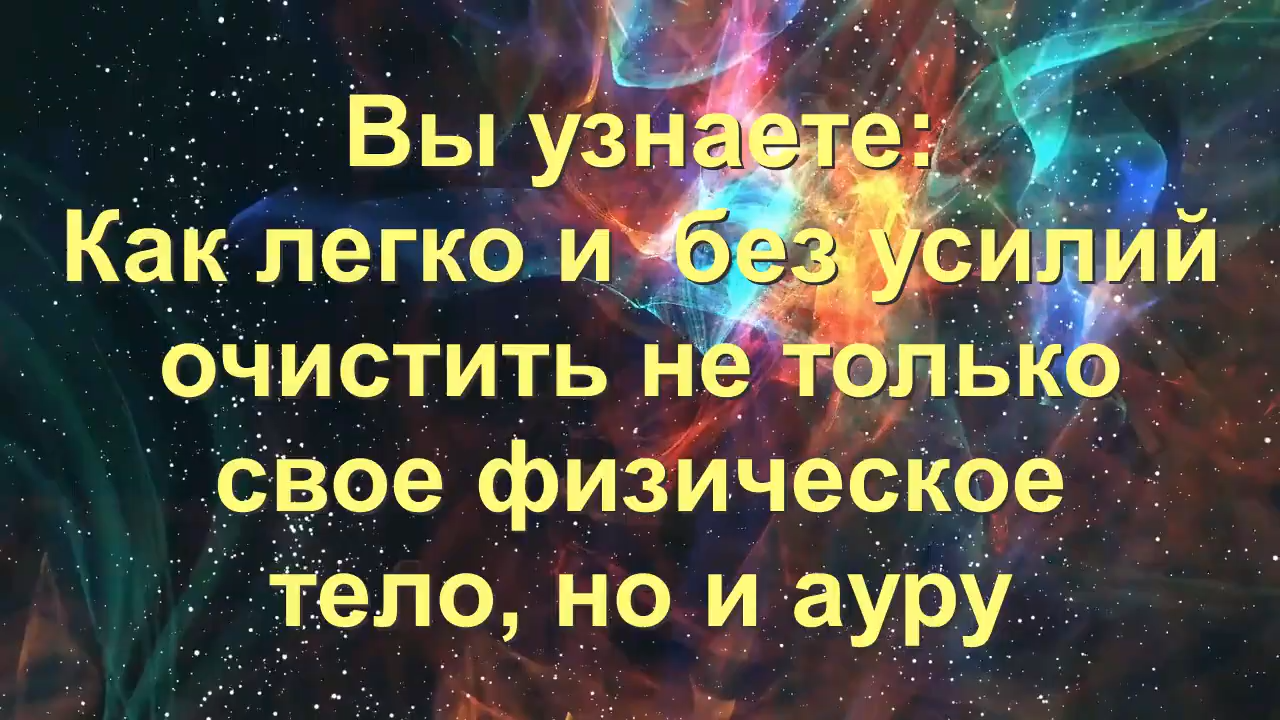 Вы узнаете:
Как легко и  без усилий
очистить не только
свое физическое
тело, но и ауру